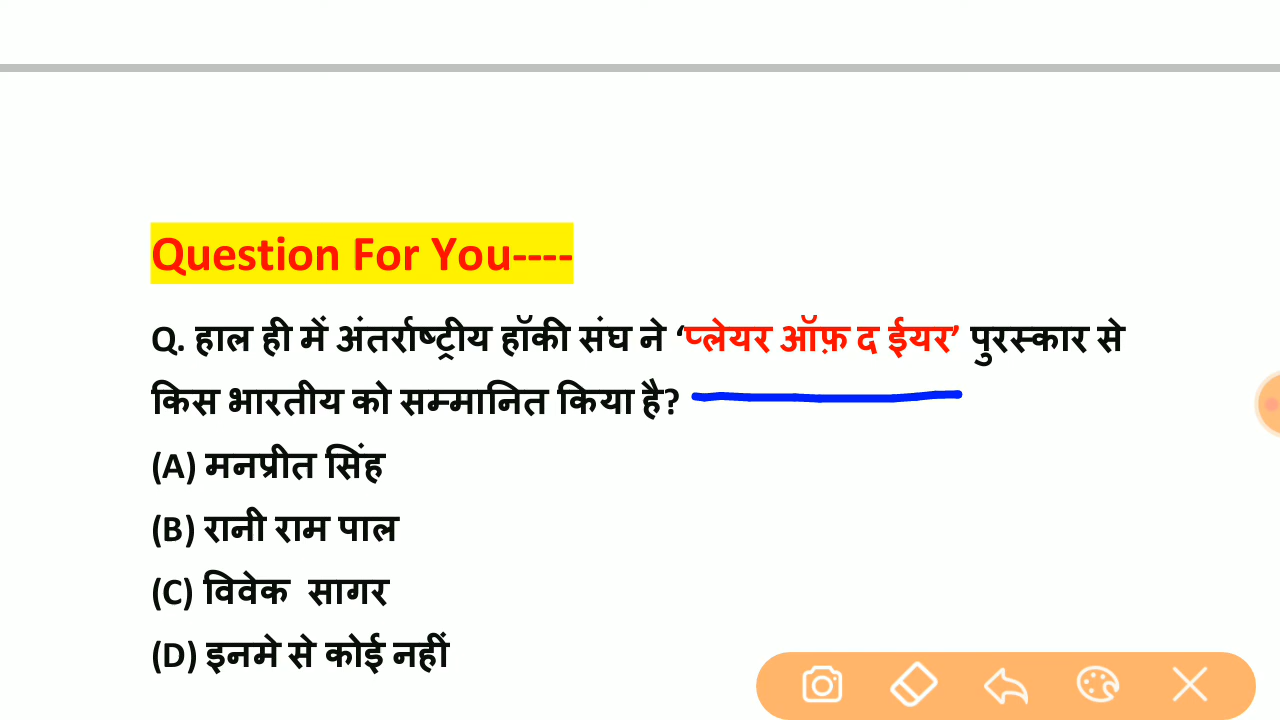 Question For You----
Q. हाल ही में अंतर्राष्ट्रीय हॉकी संघ ने ‘प्लेयर ऑफ़ द ईयर’ पुरस्कार से
किस भारतीय को सम्मानित किया है?
(A) मनप्रीत सिंह
(B) रानी राम पाल
(C) विवेक सागर
(D) इनमे से कोई नहीं